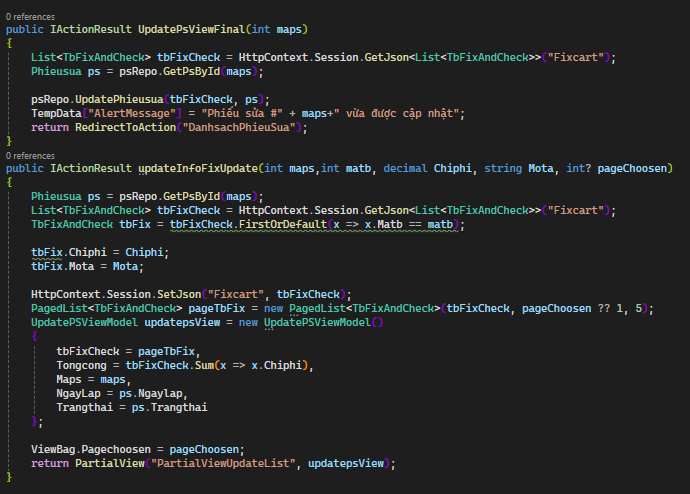 0 references
public IActionResult UpdatePsViewFinal(int maps)
{
List<TbFixAndCheck> tbFixCheck = HttpContext.Session.GetJson<List<TbFixAndCheck>>("Fixcart");
Phieusua ps = psRepo.GetPsById(maps);
psRepo.UpdatePhieusua(tbFixCheck, ps);
TempData["AlertMessage"] = "Phiếu sửa #" + maps+" vừa được cập nhật";
return RedirectToAction("DanhsachPhieuSua");
}
0 references
public IActionResult updateInfoFixUpdate(int maps,int matb, decimal Chiphi, string Mota, int? pageChoosen)
{
Phieusua ps = psRepo.GetPsById(maps);
List<TbFixAndCheck> tbFixCheck = HttpContext.Session.GetJson<List<TbFixAndCheck>>("Fixcart");
TbFixAndCheck tbFix = tbFixCheck.FirstOrDefault(x => x.Matb == matb);
tbFix.Chiphi = Chiphi;
tbFix.Mota = Mota;
HttpContext.Session.SetJson("Fixcart", tbFixCheck);
PagedList<TbFixAndCheck> pageTbFix = new PagedList<TbFixAndCheck>(tbFixCheck, pageChoosen ?? 1, 5);
UpdatePSViewModel updatepsView = new UpdatePSViewModel()
{
tbFixCheck = pageTbFix,
Tongcong = tbFixCheck.Sum(x => x.Chiphi),
Maps = maps,
NgayLap = ps.Ngaylap,
Trangthai = ps.Trangthai
};
ViewBag.Pagechoosen = pageChoosen;
return PartialView("PartialViewUpdateList", updatepsView);
}